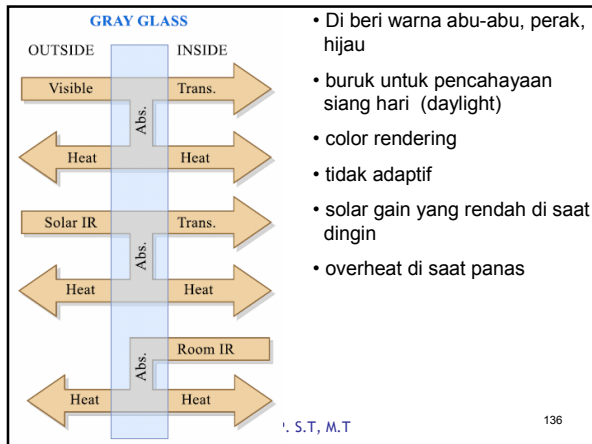 GRAY GLASS
OUTSIDE INSIDE
Visible Trans.
Abs.
Heat Heat
Solar IR Trans.
Abs.
Heat Heat
Room IR
Abs.
Heat Heat
• Di beri warna abu-abu, perak,
hijau
• buruk untuk pencahayaan
siang hari (daylight)
• color rendering
• tidak adaptif
• solar gain yang rendah di saat
dingin
• overheat di saat panas
S.T, M.T
136